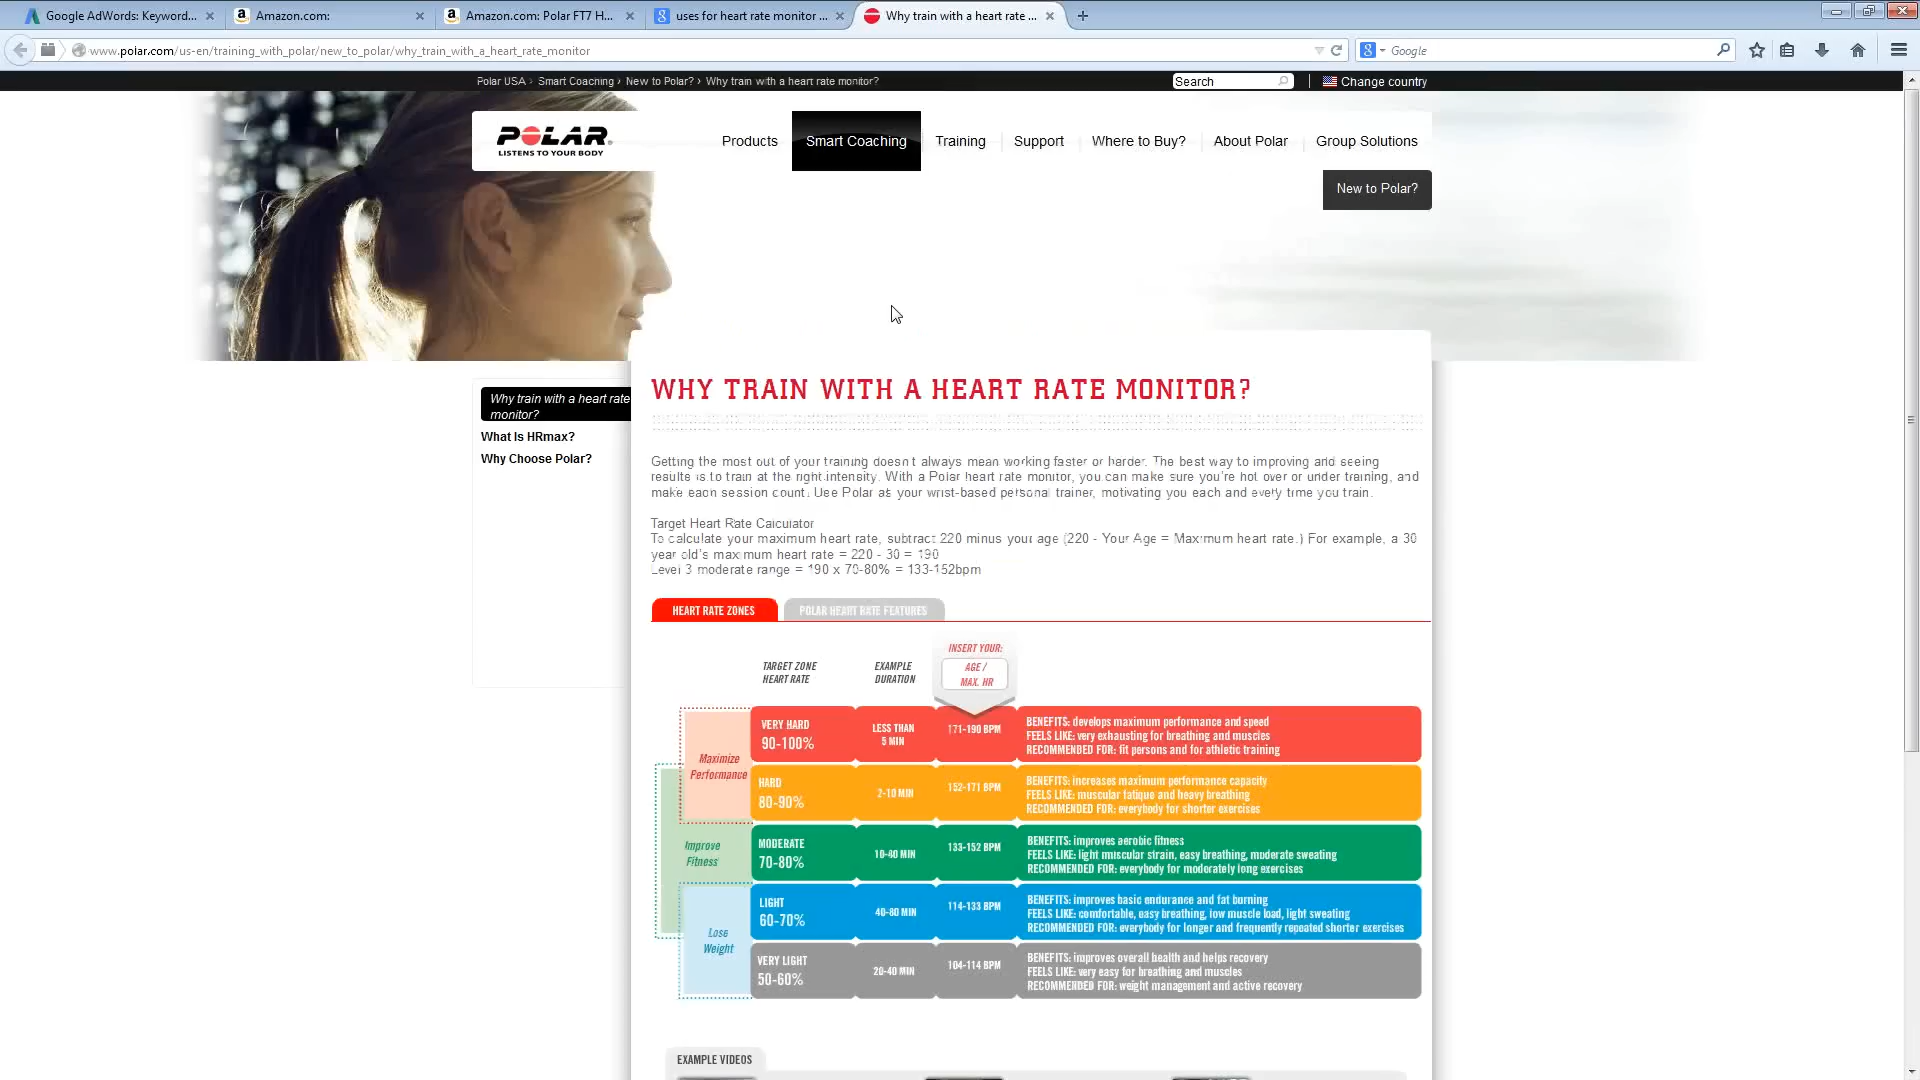 Google AdWords: Keyword...
Amazon.com:
Amazon.com: Polar FT7 H...
uses for heart rate monitor ...
Why train with a heart rate ...
www.polar.com/us-en/training_with_polar/new_to_polar/why_train_with_a_heart_rate_monitor
Google
Polar USA › Smart Coaching › New to Polar? › Why train with a heart rate monitor?
Search
Change country
POLAR
LISTENS TO YOUR BODY
Products
Smart Coaching
Training
Support
Where to Buy?
About Polar
Group Solutions
New to Polar?
WHY TRAIN WITH A HEART RATE MONITOR?
Why train with a heart rate
monitor?
What Is HRmax?
Why Choose Polar?
Getting the most out of your training doesn't always mean working faster or harder. The best way to improving and seeing
results is to train at the right intensity. With a Polar heart rate monitor, you can make sure you're not over or under training, and
make each session count. Use Polar as your wrist-based personal trainer, motivating you each and every time you train.
Target Heart Rate Calculator
To calculate your maximum heart rate, subtract 220 minus your age (220 - Your Age = Maximum heart rate.) For example, a 30
year old's maximum heart rate = 220 - 30 = 190
Level 3 moderate range = 190 x 70-80% = 133-152bpm
HEART RATE ZONES
POLAR HEART RATE FEATURES
INSERT YOUR:
AGE /
MAX. HR
TARGET ZONE
HEART RATE
EXAMPLE
DURATION
Maximize
Performance
Improve
Fitness
Lose
Weight
VERY HARD
90-100%
LESS THAN
5 MIN
171-190 BPM
BENEFITS: develops maximum performance and speed
FEELS LIKE: very exhausting for breathing and muscles
RECOMMENDED FOR: fit persons and for athletic training
HARD
80-90%
2-10 MIN
152-171 BPM
BENEFITS: increases maximum performance capacity
FEELS LIKE: muscular fatique and heavy breathing
RECOMMENDED FOR: everybody for shorter exercises
MODERATE
70-80%
10-40 MIN
133-152 BPM
BENEFITS: improves aerobic fitness
FEELS LIKE: light muscular strain, easy breathing, moderate sweating
RECOMMENDED FOR: everybody for moderately long exercises
LIGHT
60-70%
40-80 MIN
114-133 BPM
BENEFITS: improves basic endurance and fat burning
FEELS LIKE: comfortable, easy breathing, low muscle load, light sweating
RECOMMENDED FOR: everybody for longer and frequently repeated shorter exercises
VERY LIGHT
50-60%
20-40 MIN
104-114 BPM
BENEFITS: improves overall health and helps recovery
FEELS LIKE: very easy for breathing and muscles
RECOMMENDED FOR: weight management and active recovery
EXAMPLE VIDEOS